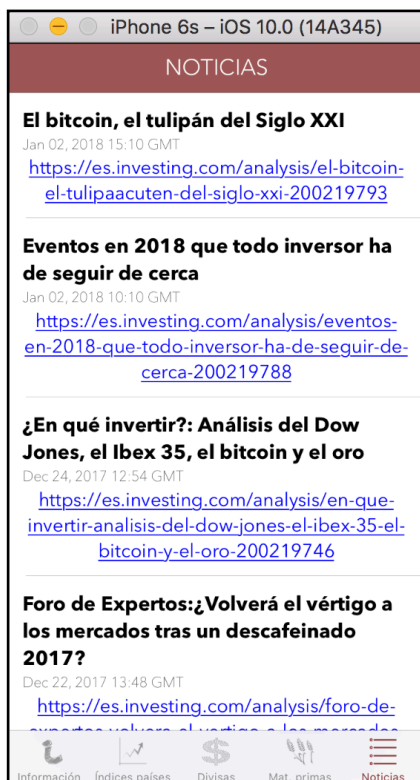 iPhone 6s – iOS 10.0 (14A345)
NOTICIAS
El bitcoin, el tulipán del Siglo XXI
Jan 02, 2018 15:10 GMT
https://es.investing.com/analysis/el-bitcoin-
el-tulipaacuten-del-siglo-xxi-200219793
Eventos en 2018 que todo inversor ha
de seguir de cerca
Jan 02, 2018 10:10 GMT
https://es.investing.com/analysis/eventos-
en-2018-que-todo-inversor-ha-de-seguir-de-
cerca-200219788
¿En qué invertir?: Análisis del Dow
Jones, el Ibex 35, el bitcoin y el oro
Dec 24, 2017 12:54 GMT
https://es.investing.com/analysis/en-que-
invertir-analisis-del-dow-jones-el-ibex-35-el-
bitcoin-y-el-oro-200219746
Foro de Expertos:¿Volverá el vértigo a
los mercados tras un descafeinado
2017?
Dec 22, 2017 13:48 GMT
https://es.investing.com/analysis/foro-de-
expertos-volvera-el-vertigo-a-los-mercados-
Información Índices países Divisas Mat. primas Noticias